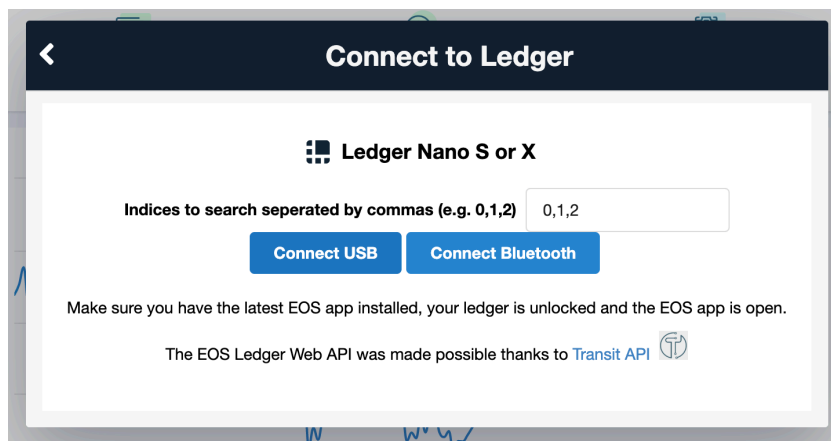 Connect to Ledger
Ledger Nano S or X
Indices to search seperated by commas (e.g. 0,1,2) 0,1,2
Connect USB Connect Bluetooth
Make sure you have the latest EOS app installed, your ledger is unlocked and the EOS app is open.
The EOS Ledger Web API was made possible thanks to Transit API